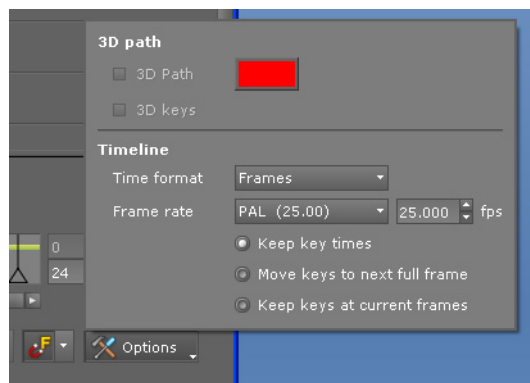 3D path
3D Path
3D keys
Timeline
Time format Frames
Frame rate PAL (25.00) 25.000 fps
Keep key times
0
Move keys to next full frame
24
Keep keys at current frames
F Options